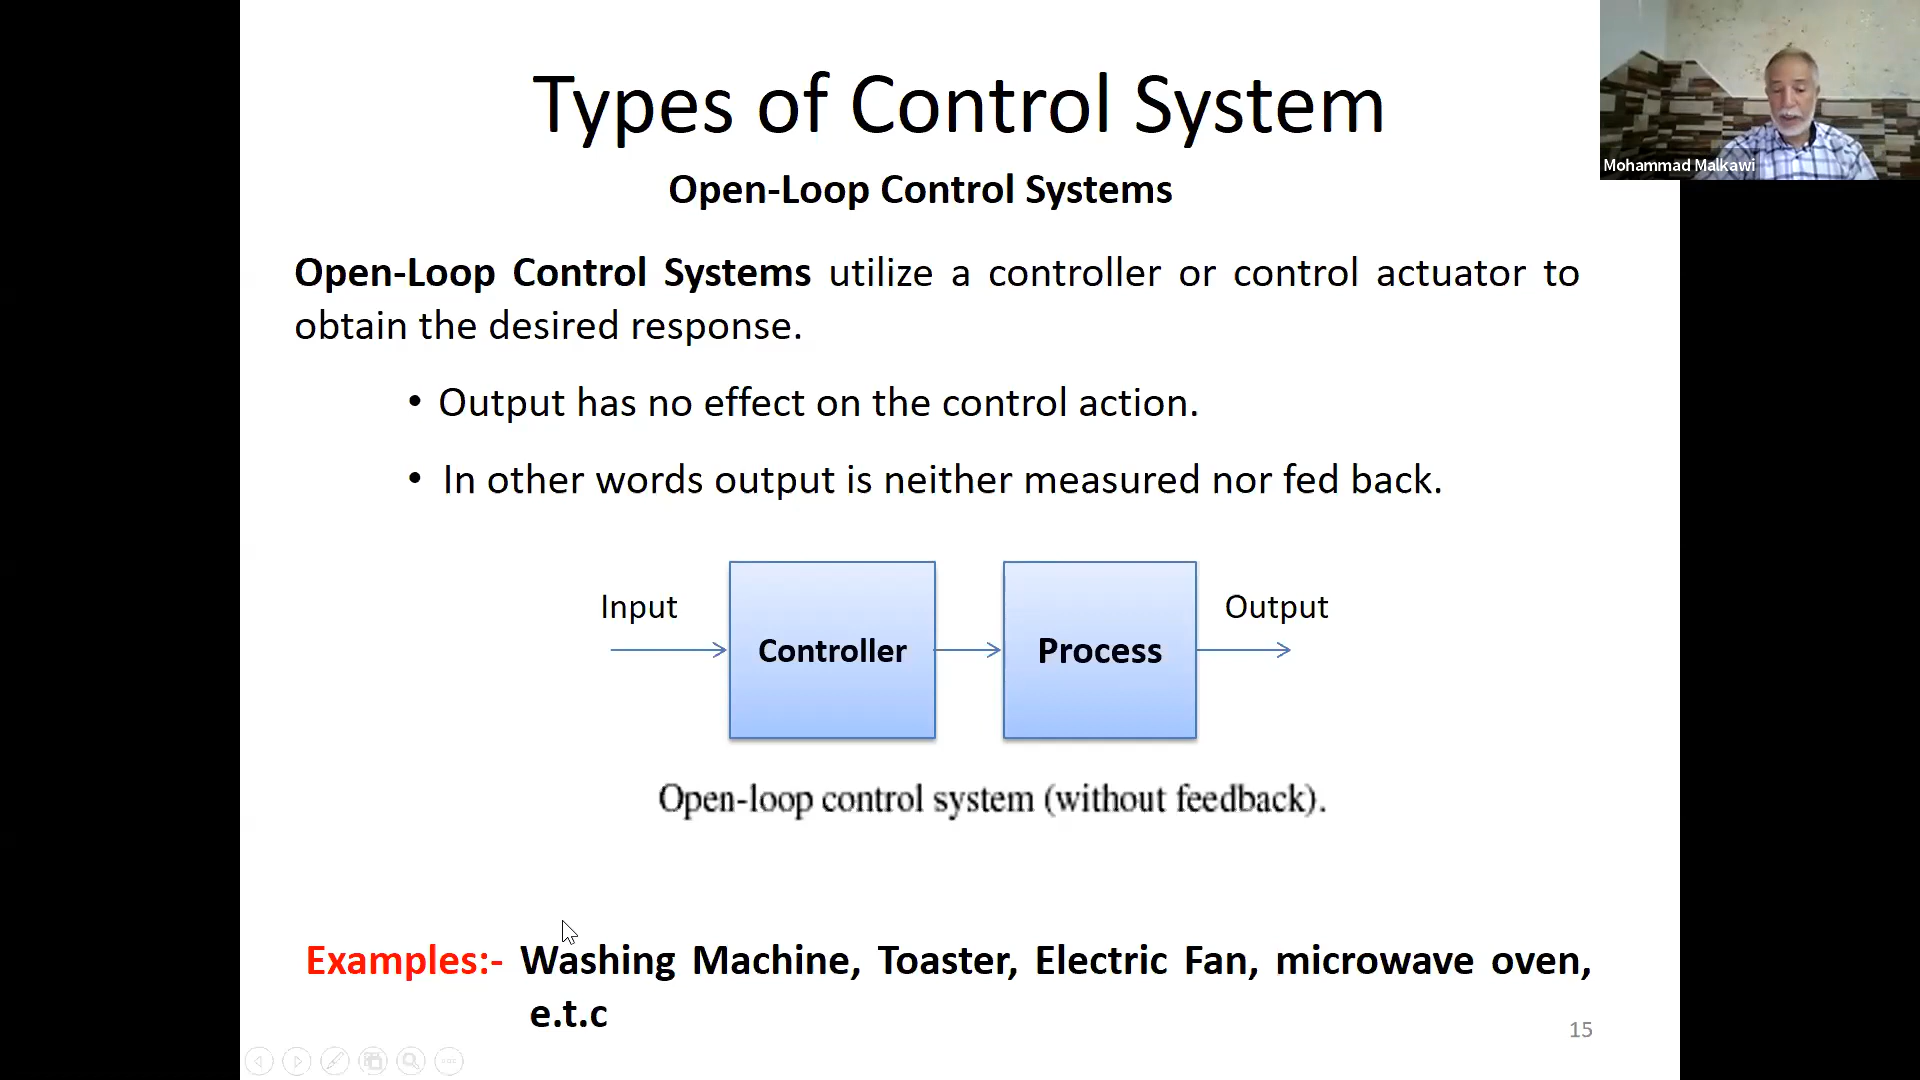 Types of Control System
Mohammad Malkawi
Open-Loop Control Systems
Open-Loop Control Systems utilize a controller or control actuator to
obtain the desired response.
• Output has no effect on the control action.
• In other words output is neither measured nor fed back.
Input
Controller
Process
Output
Open-loop control system (without feedback).
Examples:- Washing Machine, Toaster, Electric Fan, microwave oven,
e.t.c
15